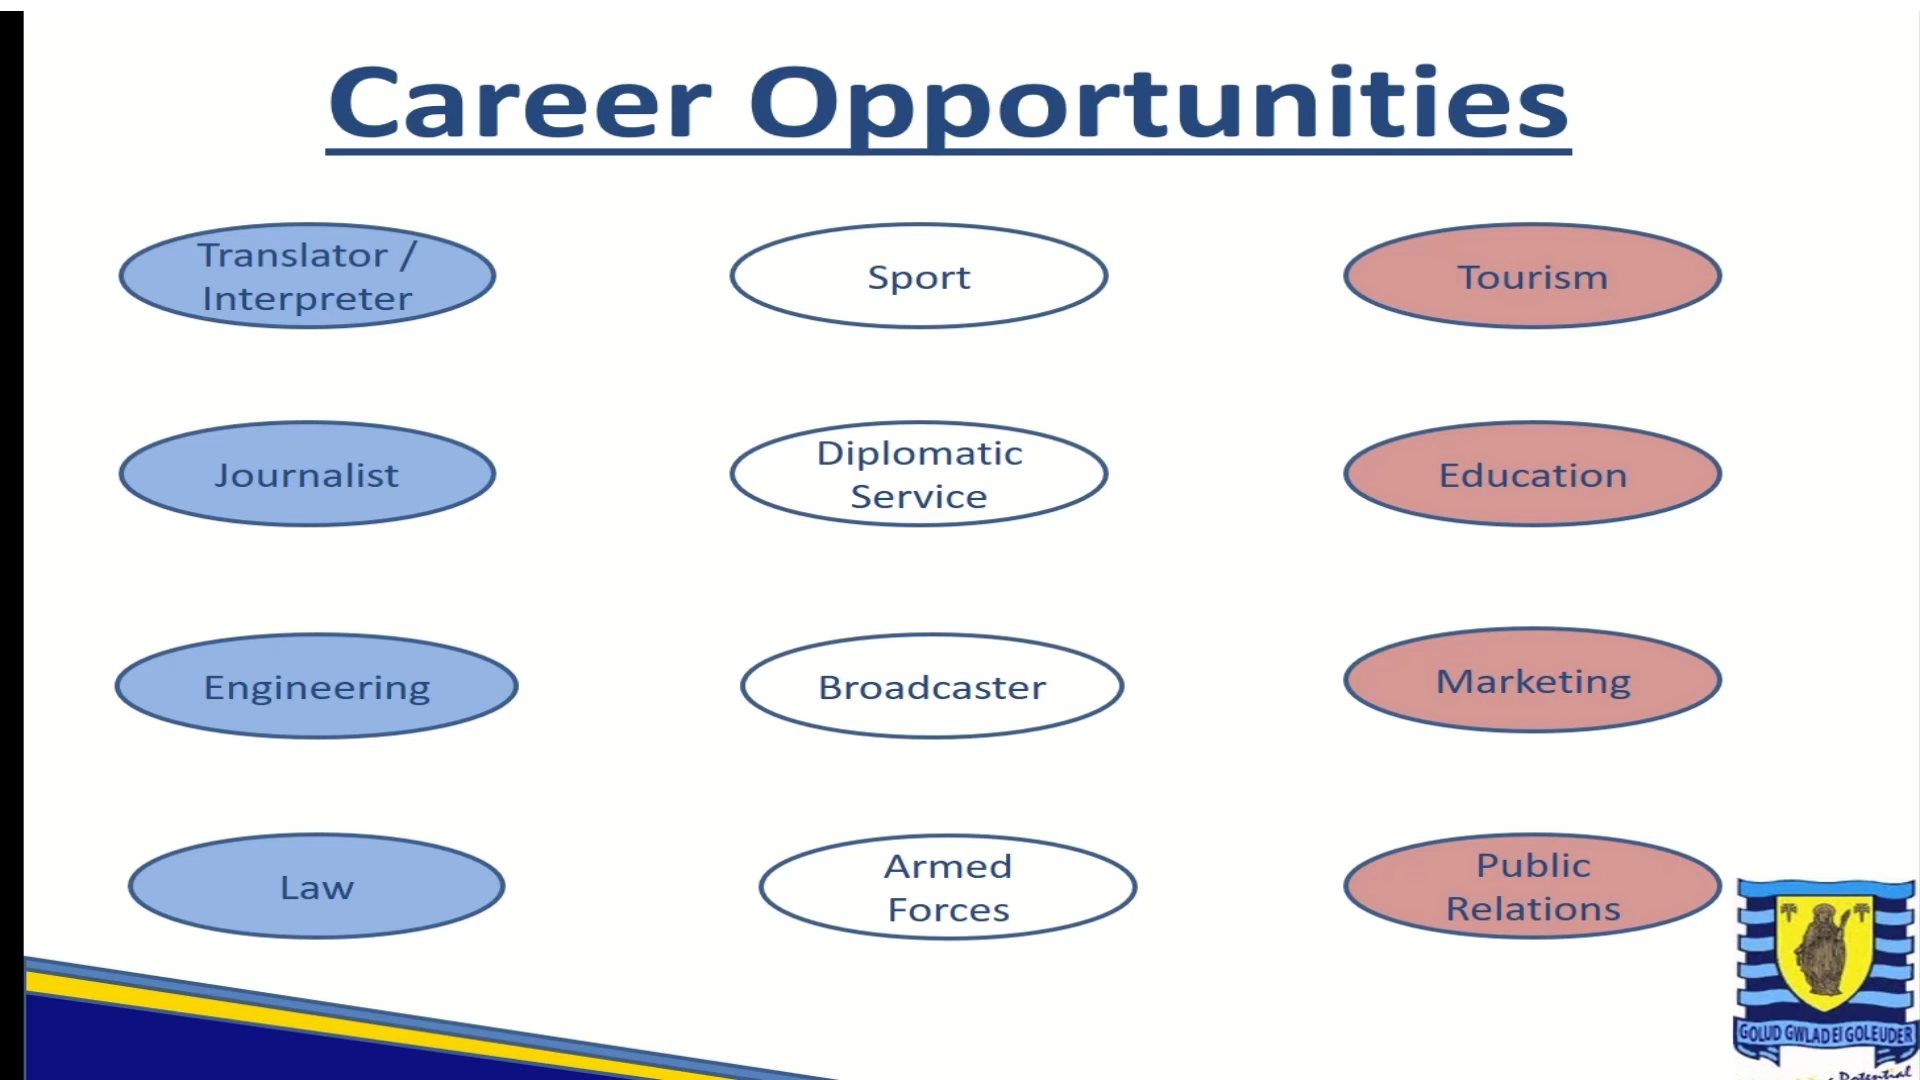 Career Opportunities
Translator /
Interpreter
Sport
Tourism
Journalist
Diplomatic
Service
Education
Engineering
Broadcaster
Marketing
Law
Armed
Forces
Public
Relations
GOLUD GWLAD EI GOLEUDER
Potential